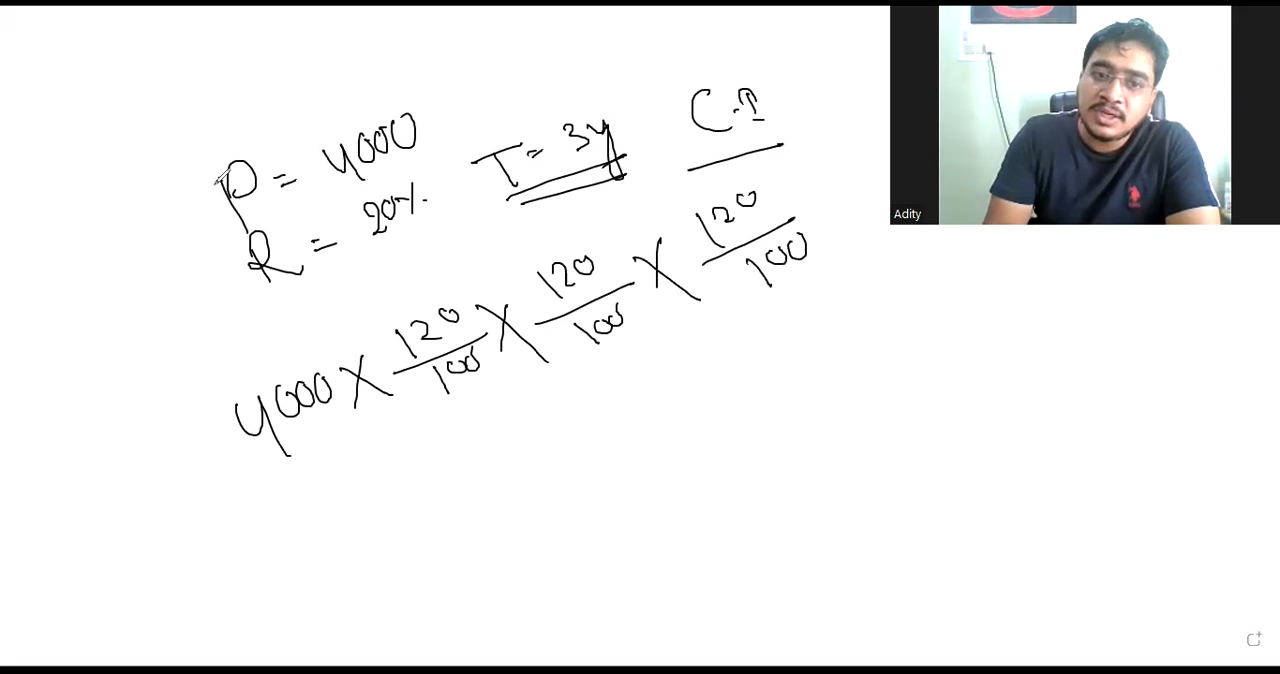 P = 4000 T = 3y C.I
R = 20%
4000 X 120/100 X 120/100 X 120/100
Adity